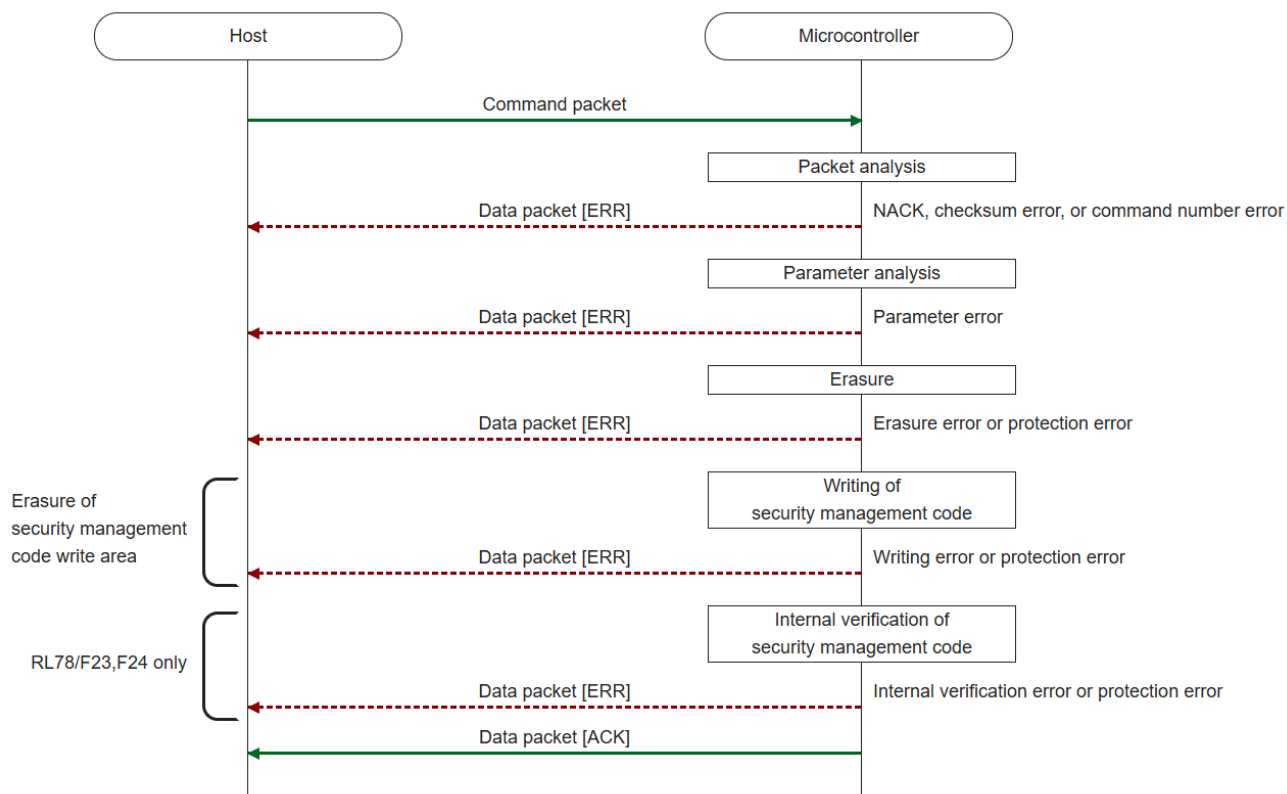 Host
Microcontroller
Command packet
Packet analysis
Data packet [ERR]
NACK, checksum error, or command number error
Parameter analysis
Data packet [ERR]
Parameter error
Erasure
Data packet [ERR]
Erasure error or protection error
Erasure of
security management
code write area
Writing of
security management code
Data packet [ERR]
Writing error or protection error
RL78/F23,F24 only
Internal verification of
security management code
Data packet [ERR]
Internal verification error or protection error
Data packet [ACK]